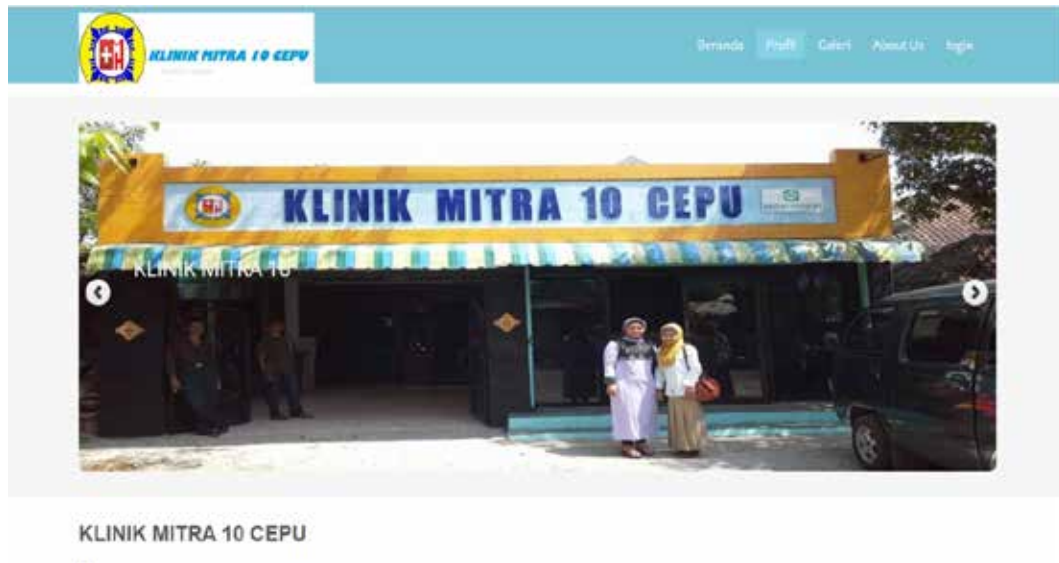 KLINIK MITRA 10 CEPU
Beranda Profil Galeri About Us login
KLINIK MITRA 10 CEPU
KLINIK MITRA 10
KLINIK MITRA 10 CEPU